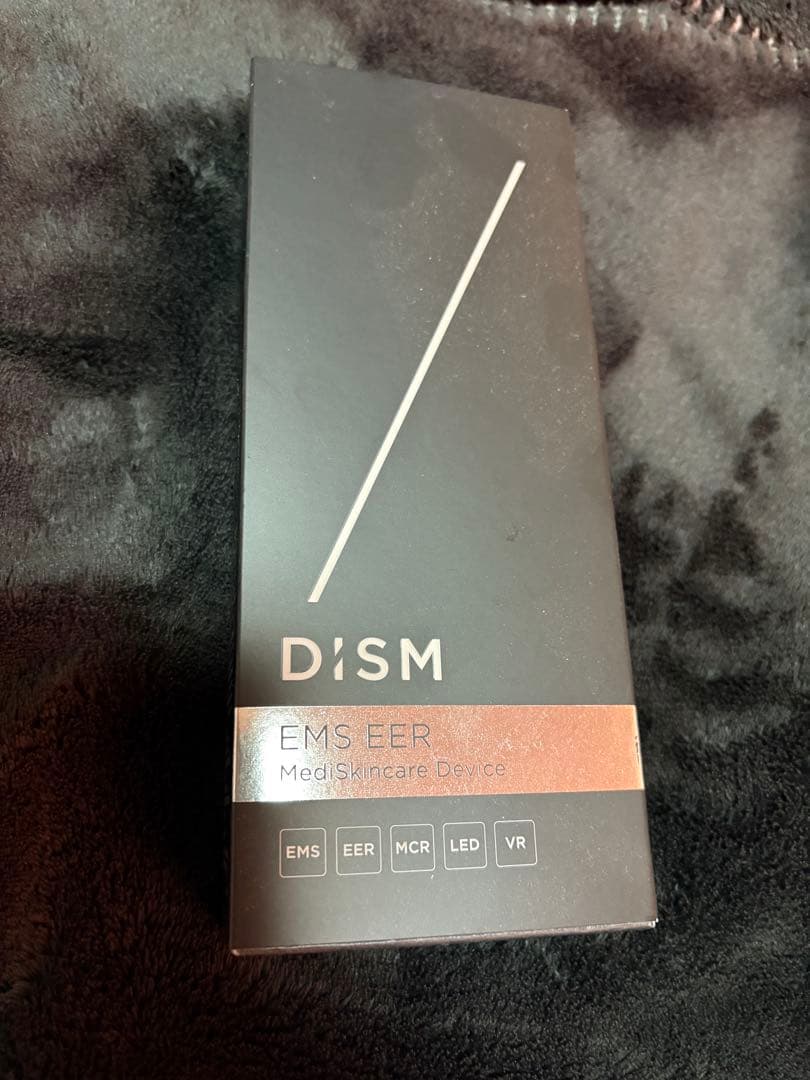 DISM
EMS EER
MediSkincare Device
EMS EER MCR LED VR